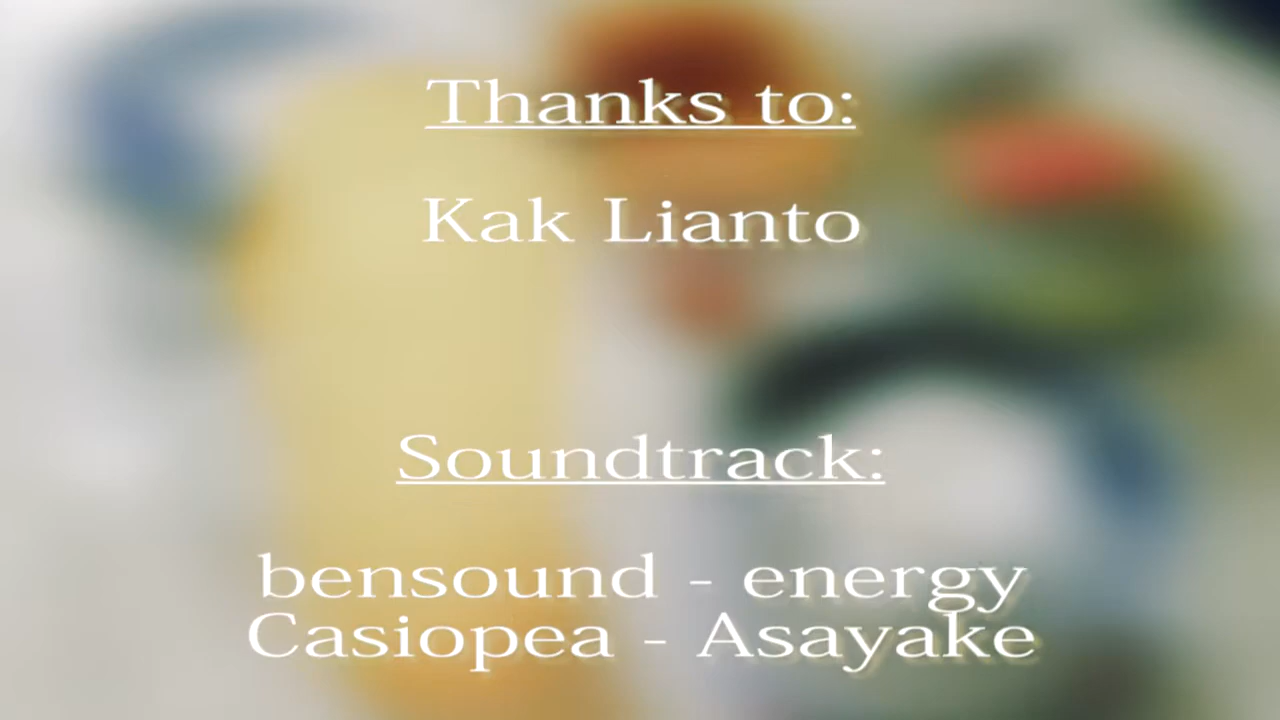 Thanks to:
Kak Lianto
Soundtrack:
bensound - energy
Casiopea - Asayake